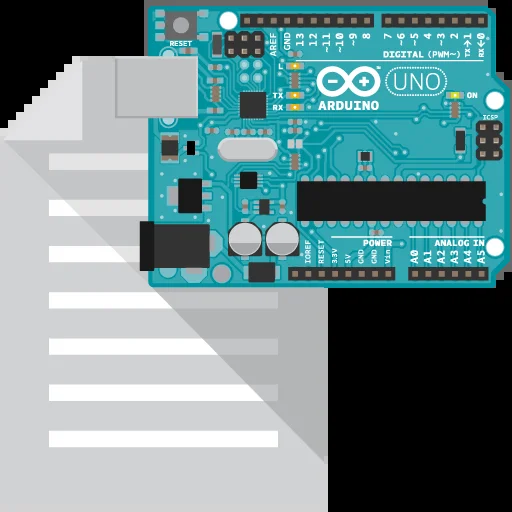 RESET
AREF
GND
13
12
~11
~10
~9
8
7
~6
~5
4
~3
2
TX→1
RX←0
DIGITAL (PWM~)
L
TX
RX
UNO
ON
ARDUINO
ICSP
IOREF
RESET
3.3V
5V
GND
GND
Vin
POWER
ANALOG IN
A0
A1
A2
A3
A4
A5